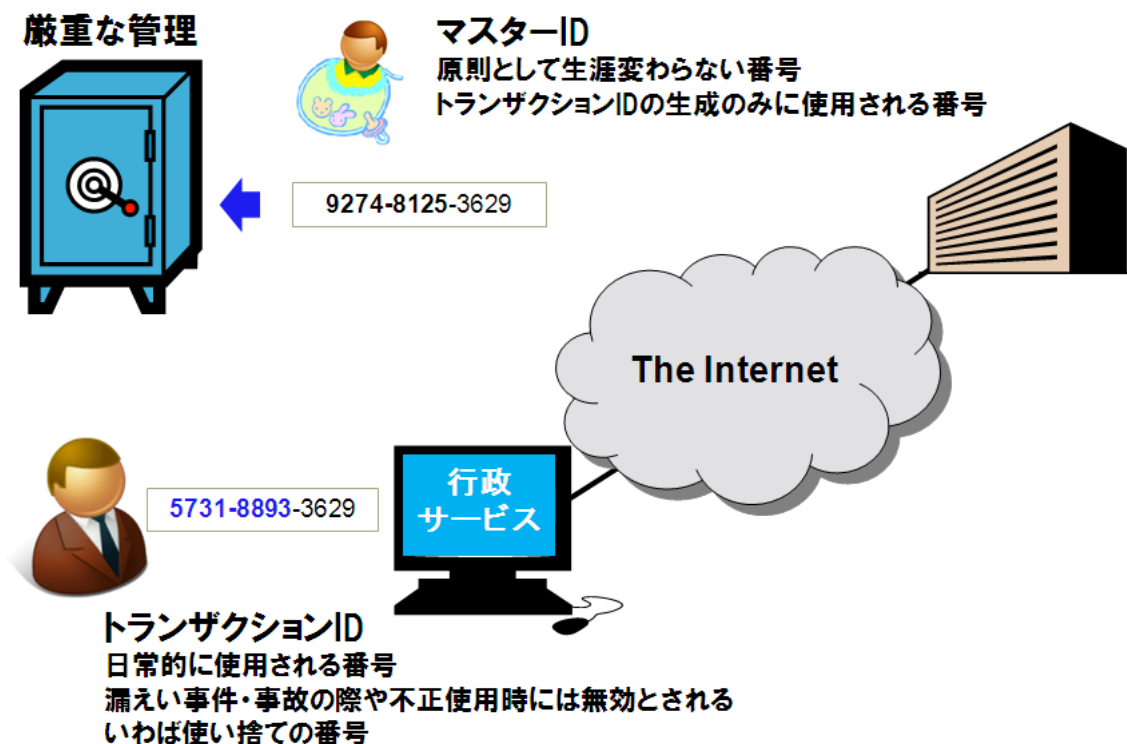 厳重な管理
マスターID
原則として生涯変わらない番号
トランザクションIDの生成のみに使用される番号
9274-8125-3629
The Internet
行政
サービス
5731-8893-3629
トランザクションID
日常的に使用される番号
漏えい事件・事故の際や不正使用時には無効とされる
いわば使い捨ての番号